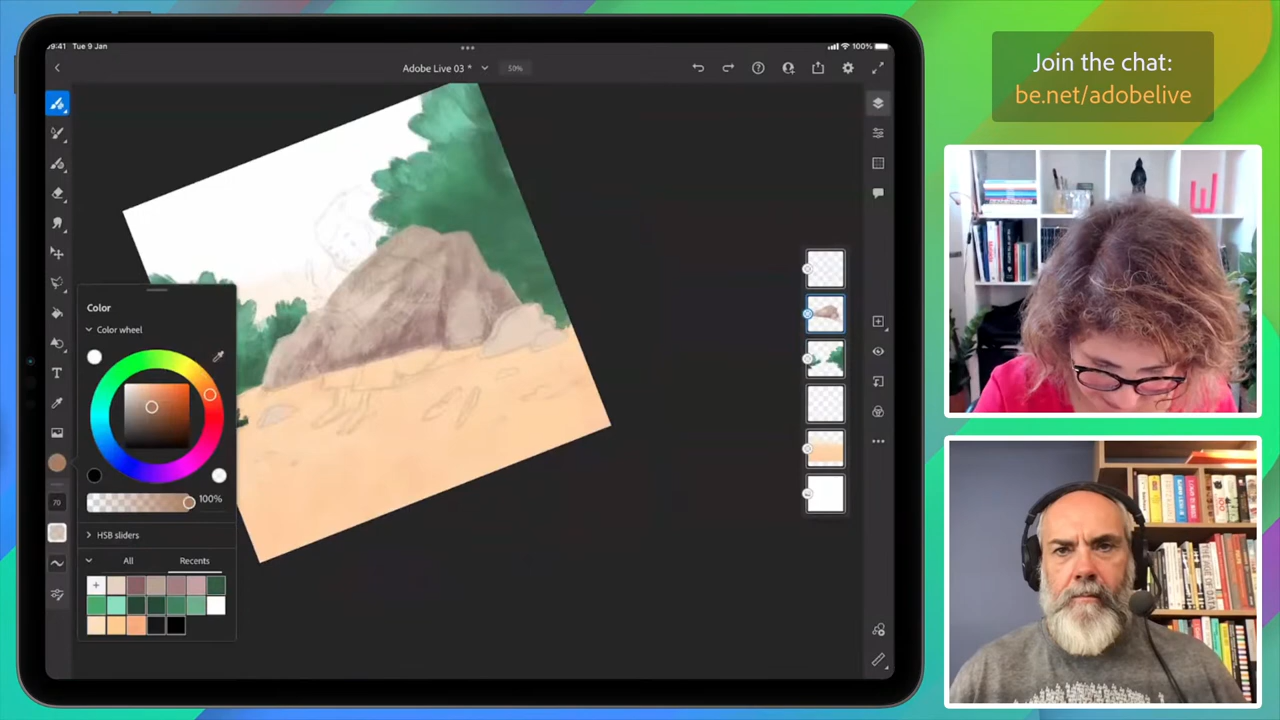 9:41 Tue 9 Jan
100%
Adobe Live 03 *
50%
Color
Color wheel
100%
70
HSB sliders
All
Recents
T
Join the chat:
be.net/adobelive